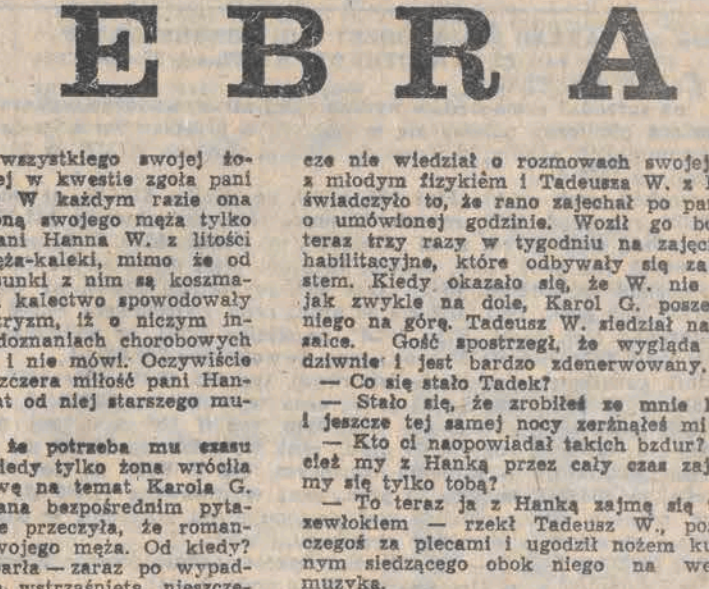 EBRA
wszystkiego swojej żo-
ej w kwestie zgoła pani
W każdym razie ona
oną swojego męża tylko
ani Hanna W. z litości
ęża-kaleki, mimo że od
sunki z nim są koszma-
kalectwo spowodowały
tryzm, iż o niczym in-
doznaniach chorobowych
i nie mówi. Oczywiście
szczera miłość pani Han-
at od niej starszego mu-
że potrzeba mu czasu
iedy tylko żona wróciła
wę na temat Karola G.
ana bezpośrednim pyta-
e przeczyła, że roman-
wojego męża. Od kiedy?
arła — zaraz po wypad-
wstrząśnięte nieszczę-
cze nie wiedział o rozmowach swojej
z młodym fizykiem i Tadeusza W. z
świadczyło to, że rano zajechał po pa
o umówionej godzinie. Woził go be
teraz trzy razy w tygodniu na zajęc
habilitacyjne, które odbywały się za
stem. Kiedy okazało się, że W. nie
jak zwykle na dole, Karol G. posze
niego na górę. Tadeusz W. siedział na
salce. Gość spostrzegł, że wygląda
dziwnie i jest bardzo zdenerwowany.
— Co się stało Tadek?
— Stało się, że zrobiłeś ze mnie
i jeszcze tej samej nocy zerżnąłeś mi
— Kto ci naopowiadał takich bzdur?
cież my z Hanką przez cały czas zaj
my się tylko tobą?
— To teraz ja z Hanką zajmę się
zewłokiem — rzekł Tadeusz W., po
czegoś za plecami i ugodził nożem ku
nym siedzącego obok niego na we
muzyka.